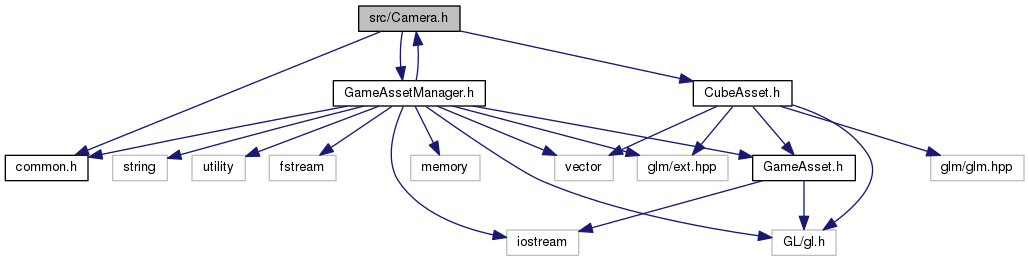 src/Camera.h
GameAssetManager.h
CubeAsset.h
common.h
string
utility
fstream
memory
vector
glm/ext.hpp
GameAsset.h
glm/glm.hpp
iostream
GL/gl.h